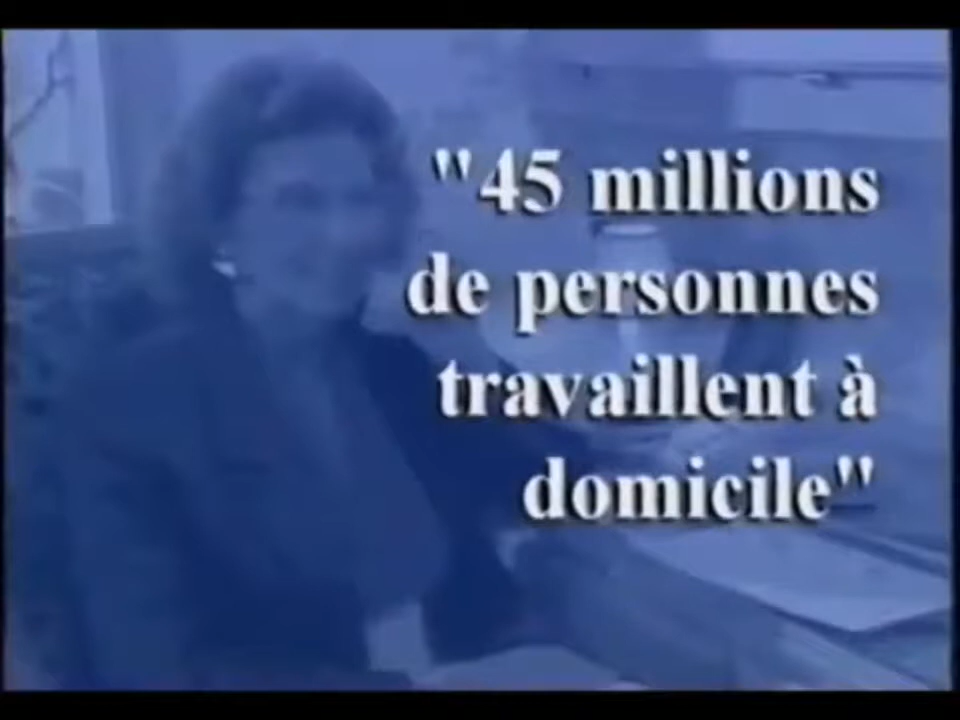 "45 millions
de personnes
travaillent à
domicile"